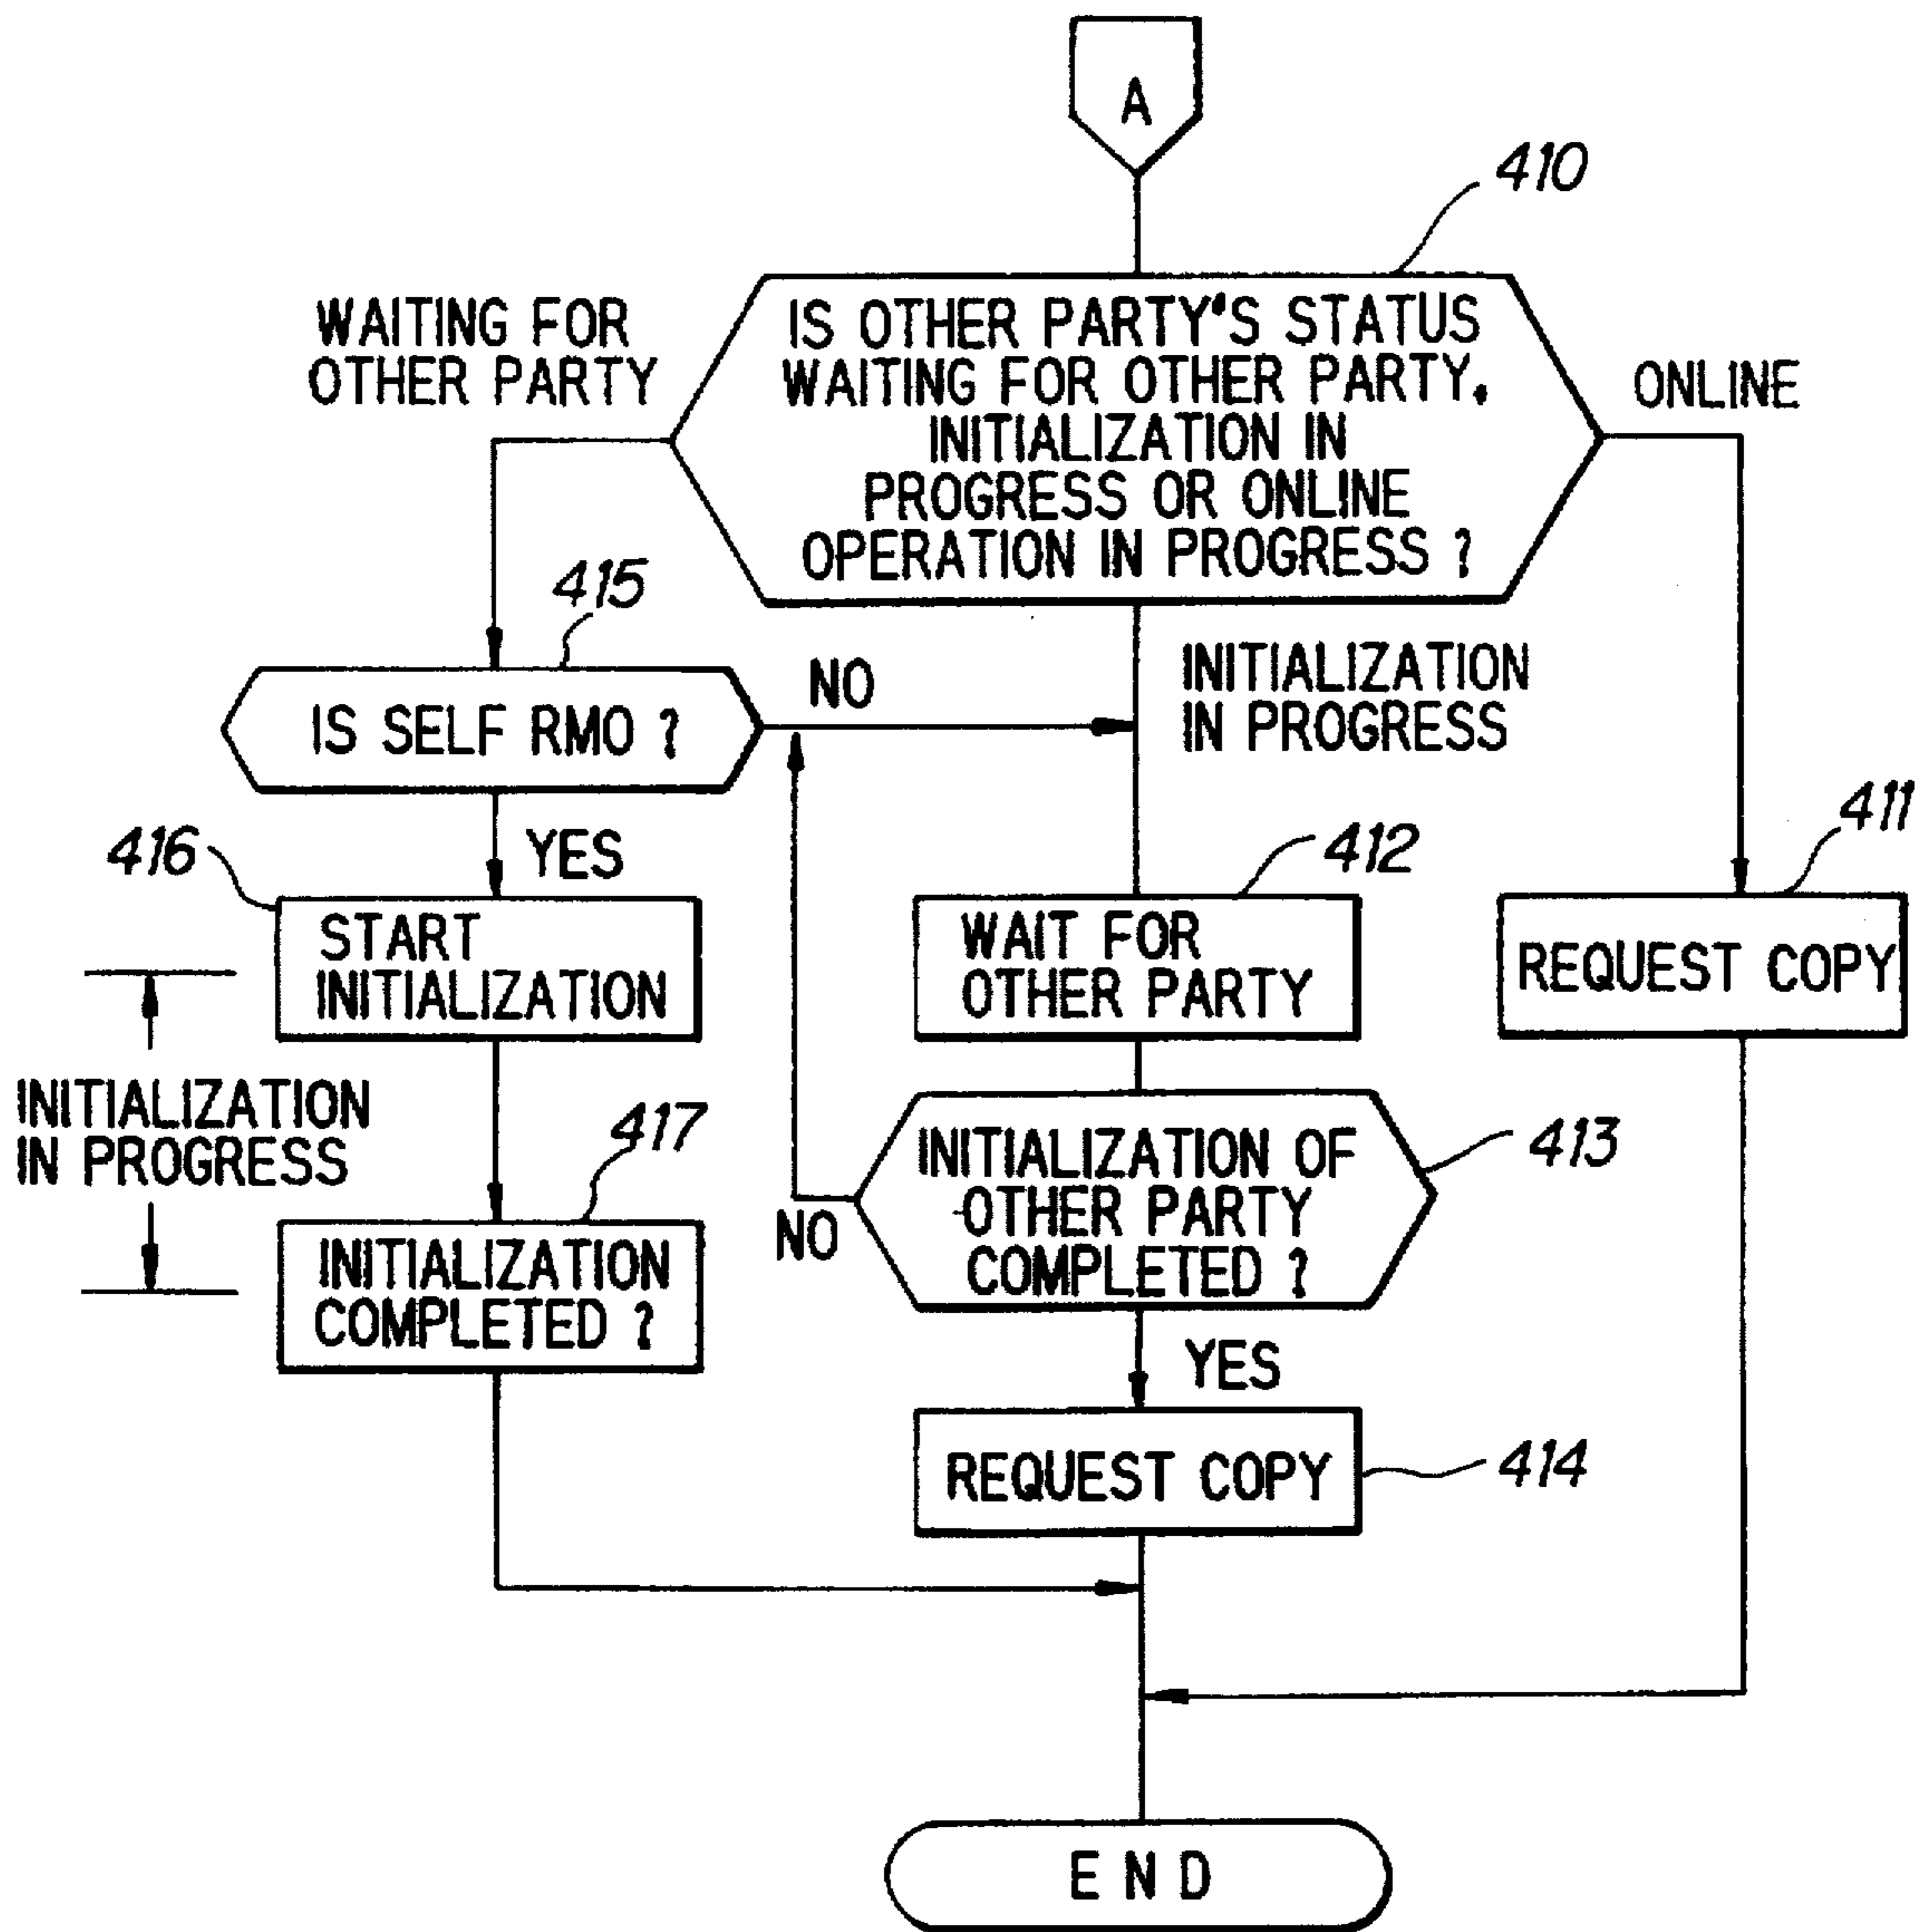 A
410
IS OTHER PARTY'S STATUS
WAITING FOR OTHER PARTY,
INITIALIZATION IN
PROGRESS OR ONLINE
OPERATION IN PROGRESS ?
WAITING FOR
OTHER PARTY
ONLINE
415
IS SELF RMO ?
NO
INITIALIZATION
IN PROGRESS
YES
416
START
INITIALIZATION
412
WAIT FOR
OTHER PARTY
411
REQUEST COPY
INITIALIZATION
IN PROGRESS
417
INITIALIZATION
COMPLETED ?
413
INITIALIZATION OF
OTHER PARTY
COMPLETED ?
NO
YES
REQUEST COPY
414
END